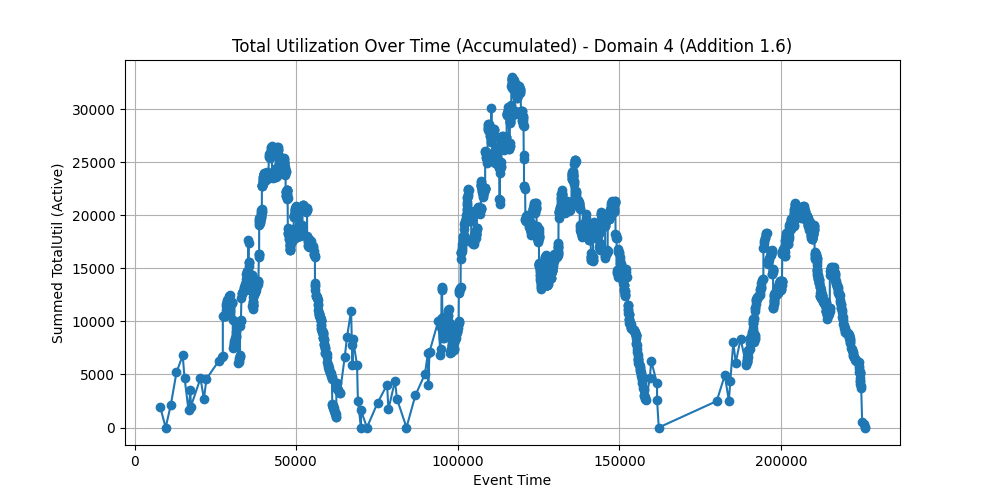 Total Utilization Over Time (Accumulated) - Domain 4 (Addition 1.6)
Summed TotalUtil (Active)
30000
25000
20000
15000
10000
5000
0
0 50000 100000 150000 200000
Event Time